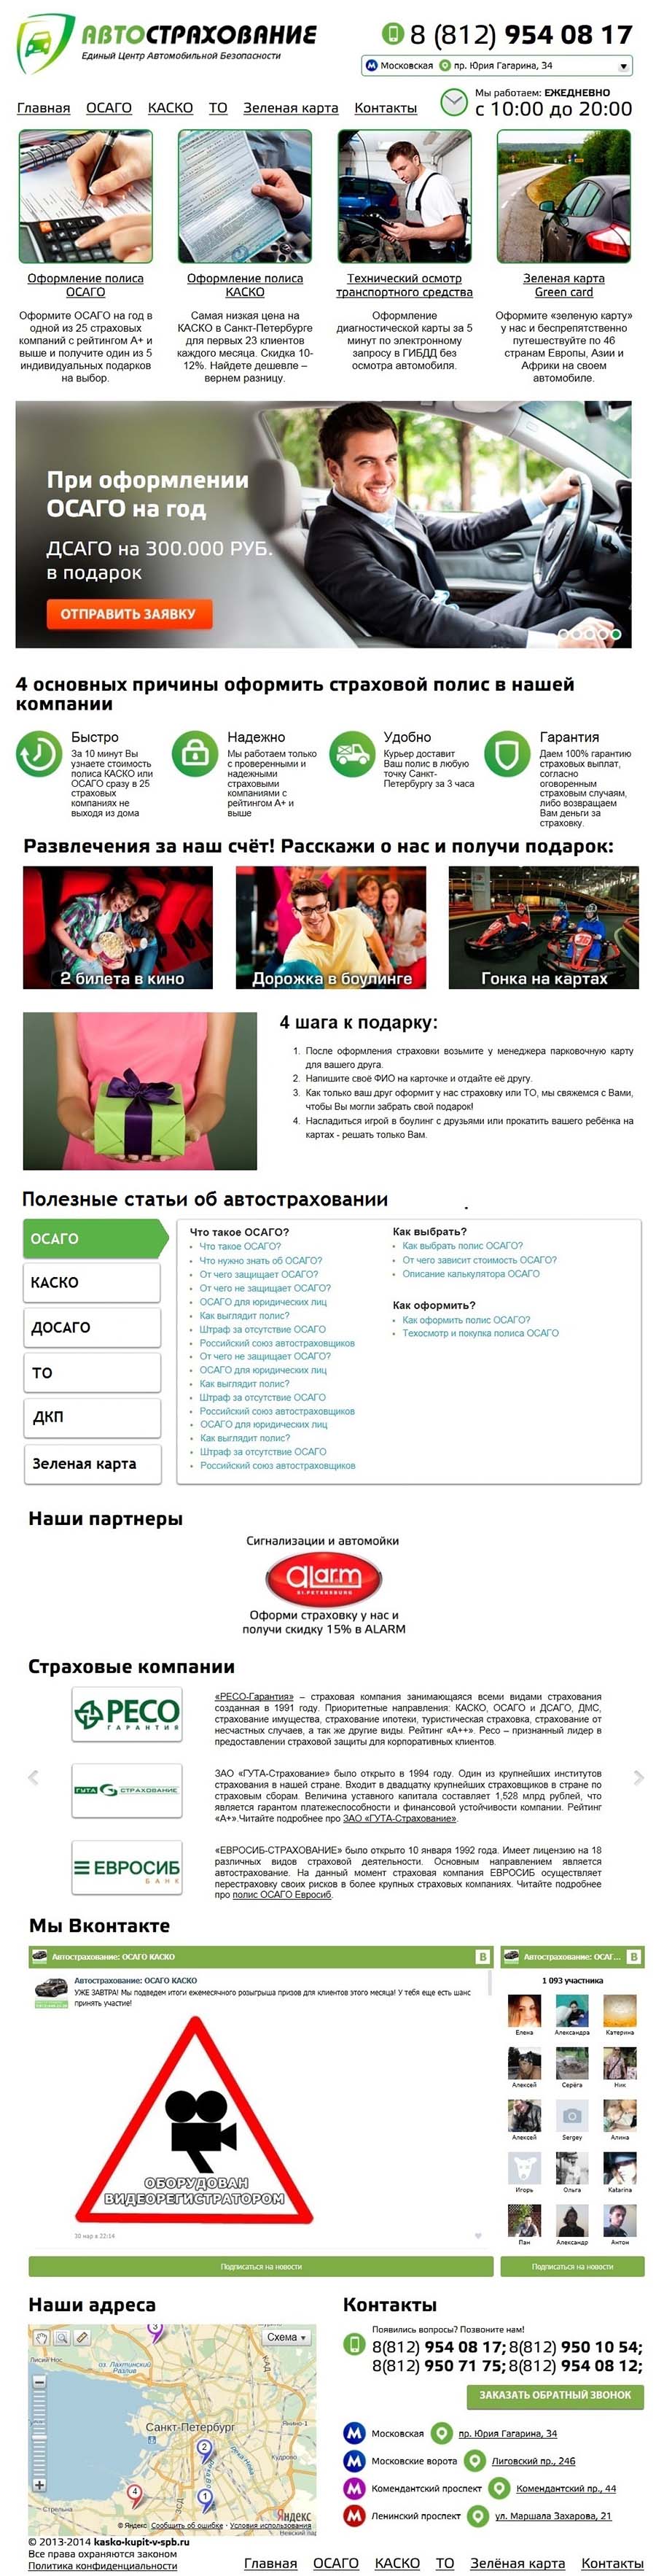 АВТОСТРАХОВАНИЕ
Единый Центр Автомобильной Безопасности
8 (812) 954 08 17
Московская пр. Юрия Гагарина, 34
Мы работаем: ЕЖЕДНЕВНО
с 10:00 до 20:00
Главная ОСАГО КАСКО ТО Зеленая карта Контакты
Оформление полиса
ОСАГО
Оформите ОСАГО на год в
одной из 25 страховых
компаний с рейтингом А+ и
выше и получите один из 5
индивидуальных подарков
на выбор.
Оформление полиса
КАСКО
Самая низкая цена на
КАСКО в Санкт-Петербурге
для первых 23 клиентов
каждого месяца. Скидка 10-
12%. Найдете дешевле –
вернем разницу.
Технический осмотр
транспортного средства
Оформление
диагностической карты за 5
минут по электронному
запросу в ГИБДД без
осмотра автомобиля.
Зеленая карта
Green card
Оформите «зеленую карту»
у нас и беспрепятственно
путешествуйте по 46
странам Европы, Азии и
Африки на своем
автомобиле.
При оформлении
ОСАГО на год
ДСАГО на 300.000 РУБ.
в подарок
ОТПРАВИТЬ ЗАЯВКУ
4 основных причины оформить страховой полис в нашей
компании
Быстро
За 10 минут Вы
узнаете стоимость
полиса КАСКО или
ОСАГО сразу в 25
страховых
компаниях не
выходя из дома
Надежно
Мы работаем только
с проверенными и
надежными
страховыми
компаниями с
рейтингом А+ и
выше
Удобно
Курьер доставит
Ваш полис в любую
точку Санкт-
Петербургу за 3 часа
Гарантия
Даем 100% гарантию
страховых выплат,
согласно
оговоренным
страховым случаям,
либо возвращаем
Вам деньги за
страховку.
Развлечения за наш счёт! Расскажи о нас и получи подарок:
2 билета в кино
Дорожка в боулинге
Гонка на картах
4 шага к подарку:
1. После оформления страховки возьмите у менеджера парковочную карту
для вашего друга.
2. Напишите своё ФИО на карточке и отдайте её другу.
3. Как только ваш друг оформит у нас страховку или ТО, мы свяжемся с Вами,
чтобы Вы могли забрать свой подарок!
4. Насладиться игрой в боулинг с друзьями или прокатить вашего ребёнка на
картах - решать только Вам.
Полезные статьи об автостраховании
ОСАГО
КАСКО
ДОСАГО
ТО
ДКП
Зеленая карта
Что такое ОСАГО?
Что такое ОСАГО?
Что нужно знать об ОСАГО?
От чего защищает ОСАГО?
От чего не защищает ОСАГО?
ОСАГО для юридических лиц
Как выглядит полис?
Штраф за отсутствие ОСАГО
Российский союз автостраховщиков
От чего не защищает ОСАГО?
ОСАГО для юридических лиц
Как выглядит полис?
Штраф за отсутствие ОСАГО
Российский союз автостраховщиков
ОСАГО для юридических лиц
Как выглядит полис?
Штраф за отсутствие ОСАГО
Российский союз автостраховщиков
Как выбрать?
Как выбрать полис ОСАГО?
От чего зависит стоимость ОСАГО?
Описание калькулятора ОСАГО
Как оформить?
Как оформить полис ОСАГО?
Техосмотр и покупка полиса ОСАГО
Наши партнеры
Сигнализации и автомойки
alarm
ST.PETERSBURG
Оформи страховку у нас и
получи скидку 15% в ALARM
Страховые компании
РЕСО
ГАРАНТИЯ
«РЕСО-Гарантия» – страховая компания занимающаяся всеми видами страхования
созданная в 1991 году. Приоритетные направления: КАСКО, ОСАГО и ДСАГО, ДМС,
страхование имущества, страхование ипотеки, туристическая страховка, страхование от
несчастных случаев, а так же другие виды. Рейтинг «А++». Ресо – признанный лидер в
предоставлении страховой защиты для корпоративных клиентов.
ГУТА СТРАХОВАНИЕ
ЗАО «ГУТА-Страхование» было открыто в 1994 году. Один из крупнейших институтов
страхования в нашей стране. Входит в двадцатку крупнейших страховщиков в стране по
страховым сборам. Величина уставного капитала составляет 1,528 млрд рублей, что
является гарантом платежеспособности и финансовой устойчивости компании. Рейтинг
«А+».Читайте подробнее про ЗАО «ГУТА-Страхование».
ЕВРОСИБ
БАНК
«ЕВРОСИБ-СТРАХОВАНИЕ» было открыто 10 января 1992 года. Имеет лицензию на 18
различных видов страховой деятельности. Основным направлением является
автострахование. На данный момент страховая компания ЕВРОСИБ осуществляет
перестраховку своих рисков в более крупных страховых компаниях. Читайте подробнее
про полис ОСАГО Евросиб.
Мы Вконтакте
Автострахование: ОСАГО КАСКО B
Автострахование: ОСАГО КАСКО
УЖЕ ЗАВТРА! Мы подведем итоги ежемесячного розыгрыша призов для клиентов этого месяца! У тебя еще есть шанс
принять участие!
ОБОРУДОВАН
ВИДЕОРЕГИСТРАТОРОМ
30 мар в 22:14
Подписаться на новости
Автострахование: ОСАГ... B
1 093 участника
Елена Александра Катерина
Алексей Серёга Ник
Алексей Sergey Алина
Игорь Ольга Katarina
Пан Александр Антон
Подписаться на новости
Наши адреса
Схема
Лисий Нос
оз. Лахтинский
Разлив
Санкт-Петербург
Янино-1
Кудрово
Стрельна
3
2
4
1
Яндекс
© Яндекс Сообщить об ошибке · Условия использования
Контакты
Появились вопросы? Позвоните нам!
8(812) 954 08 17; 8(812) 950 10 54;
8(812) 950 71 75; 8(812) 954 08 12;
ЗАКАЗАТЬ ОБРАТНЫЙ ЗВОНОК
Московская пр. Юрия Гагарина, 34
Московские ворота Лиговский пр., 246
Комендантский проспект Комендантский пр., 44
Ленинский проспект ул. Маршала Захарова, 21
© 2013-2014 kasko-kupit-v-spb.ru
Все права охраняются законом
Политика конфиденциальности
Главная ОСАГО КАСКО ТО Зелёная карта Контакты